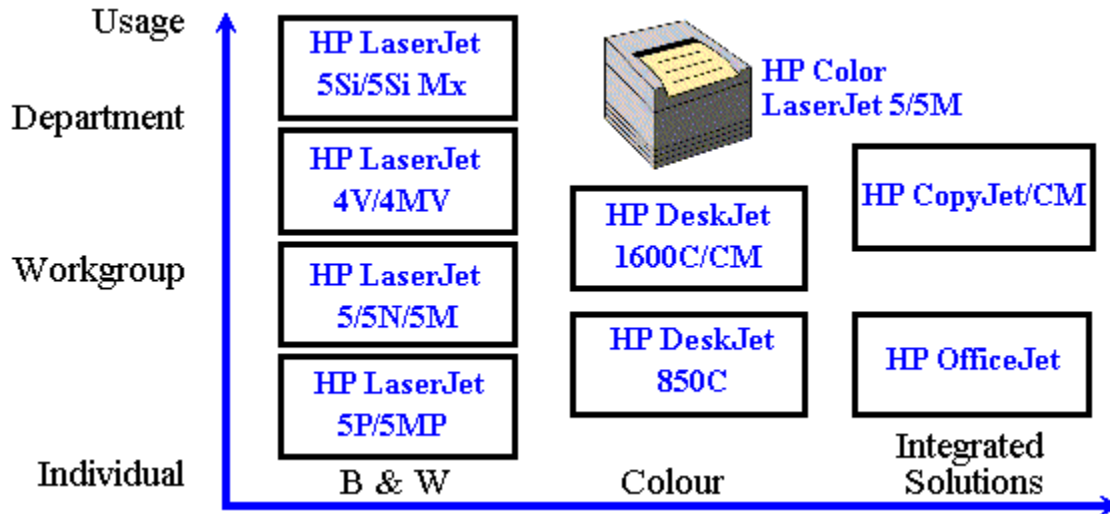 Usage
Department
Workgroup
Individual
HP LaserJet
5Si/5Si Mx
HP LaserJet
4V/4MV
HP LaserJet
5/5N/5M
HP LaserJet
5P/5MP
B & W
HP Color
LaserJet 5/5M
HP DeskJet
1600C/CM
HP DeskJet
850C
Colour
HP CopyJet/CM
HP OfficeJet
Integrated
Solutions